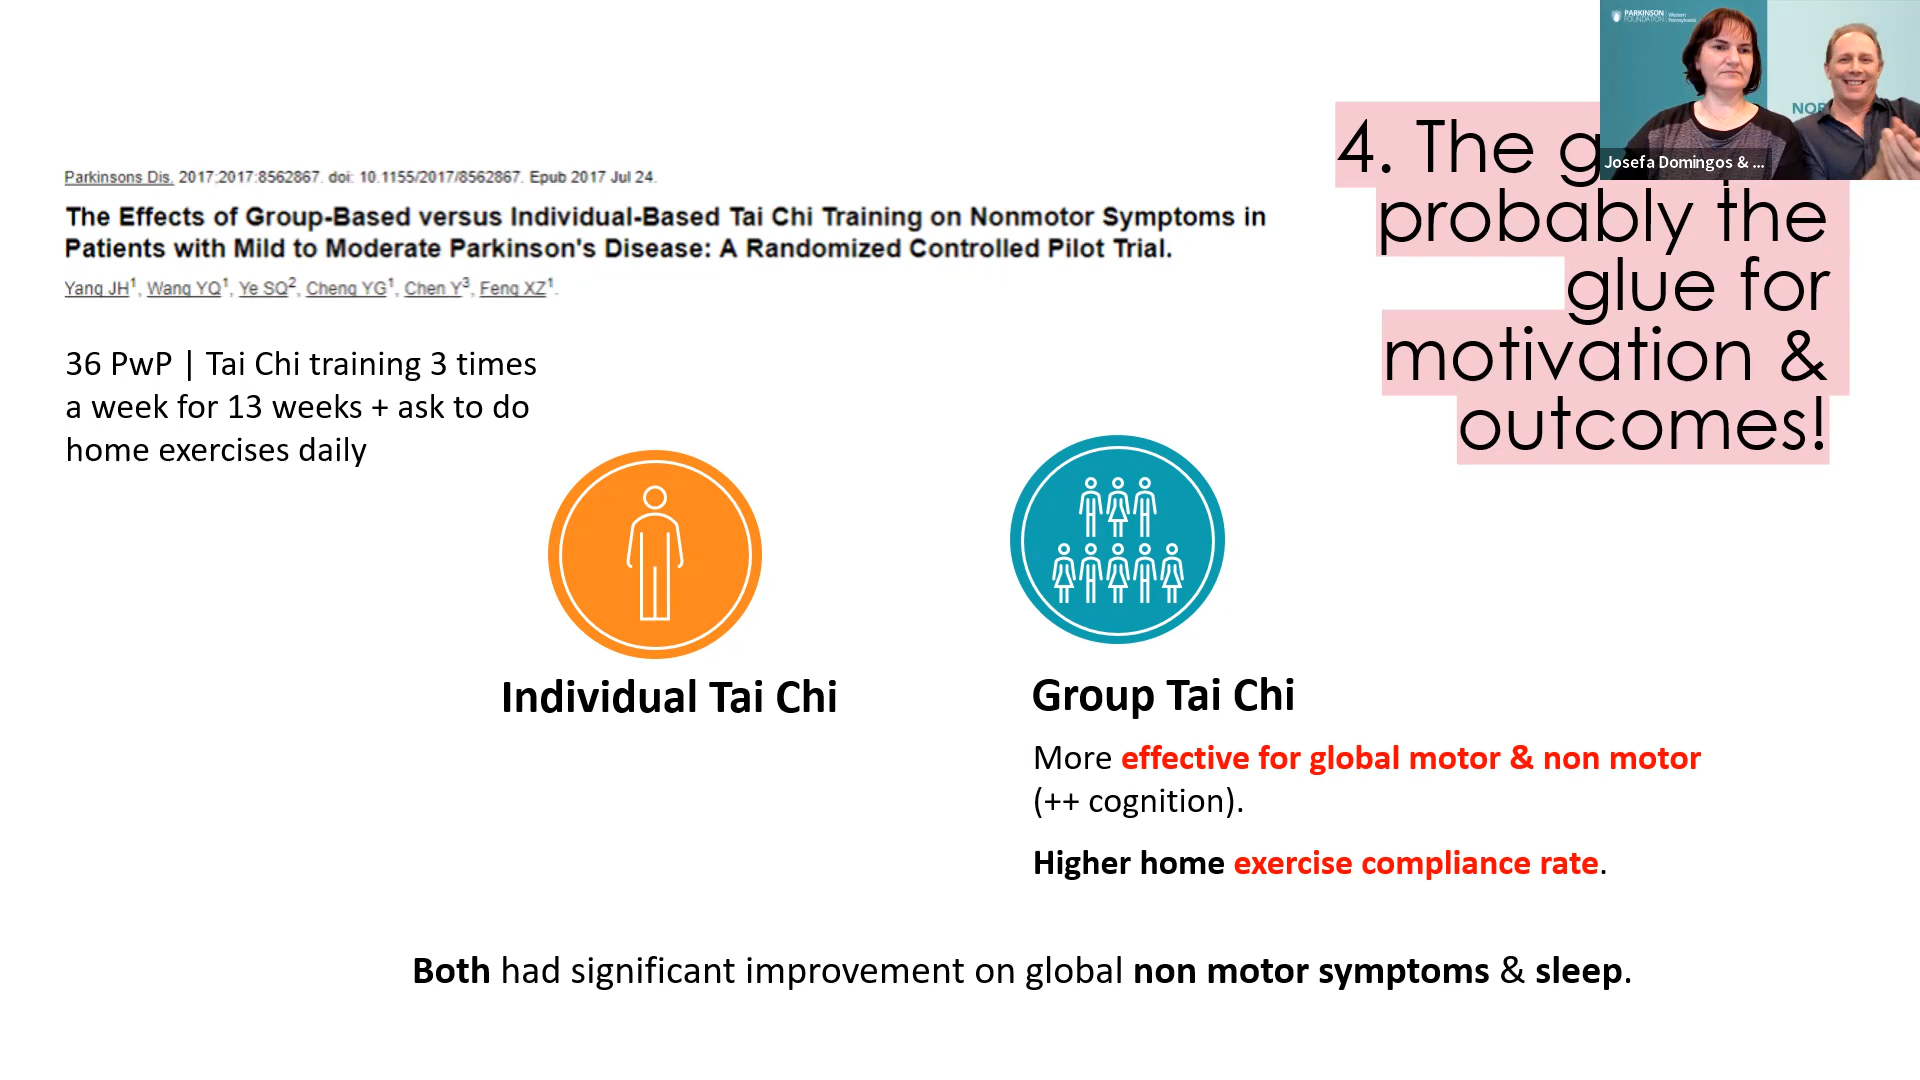 PARKINSON
FOUNDATION
Western
Pennsylvania
Josefa Domingos & ...
4. The
probably the
glue for
motivation &
outcomes!
Parkinsons Dis. 2017;2017:8562867. doi: 10.1155/2017/8562867. Epub 2017 Jul 24.
The Effects of Group-Based versus Individual-Based Tai Chi Training on Nonmotor Symptoms in
Patients with Mild to Moderate Parkinson's Disease: A Randomized Controlled Pilot Trial.
Yang JH1, Wang YQ1, Ye SQ2, Cheng YG1, Chen Y3, Feng XZ1.
36 PwP | Tai Chi training 3 times
a week for 13 weeks + ask to do
home exercises daily
Individual Tai Chi
Group Tai Chi
More effective for global motor & non motor
(++ cognition).
Higher home exercise compliance rate.
Both had significant improvement on global non motor symptoms & sleep.